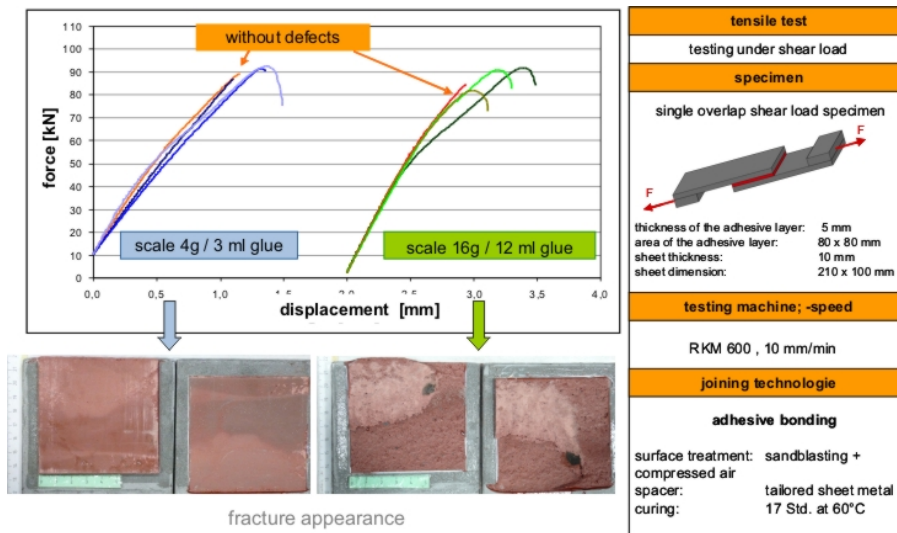 110
100
90
80
70
60
50
40
30
20
10
0
force [kN]
without defects
scale 4g / 3 ml glue
scale 16g / 12 ml glue
0,0
0,5
1,0
2,0
2,5
3,0
3,5
4,0
displacement [mm]
fracture appearance
tensile test
testing under shear load
specimen
single overlap shear load specimen
F
F
thickness of the adhesive layer: 5 mm
area of the adhesive layer: 80 x 80 mm
sheet thickness: 10 mm
sheet dimension: 210 x 100 mm
testing machine; -speed
RKM 600 , 10 mm/min
joining technologie
adhesive bonding
surface treatment: sandblasting +
compressed air
spacer: tailored sheet metal
curing: 17 Std. at 60°C